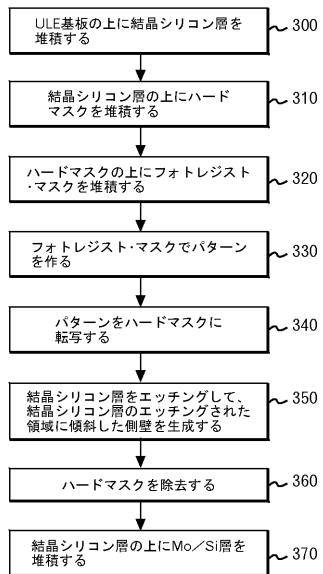 ULE基板の上に結晶シリコン層を
堆積する
300
結晶シリコン層の上にハード
マスクを堆積する
310
ハードマスクの上にフォトレジスト
・マスクを堆積する
320
フォトレジスト・マスクでパターン
を作る
330
パターンをハードマスクに
転写する
340
結晶シリコン層をエッチングして、
結晶シリコン層のエッチングされた
領域に傾斜した側壁を生成する
350
ハードマスクを除去する
360
結晶シリコン層の上にMo／Si層を
堆積する
370